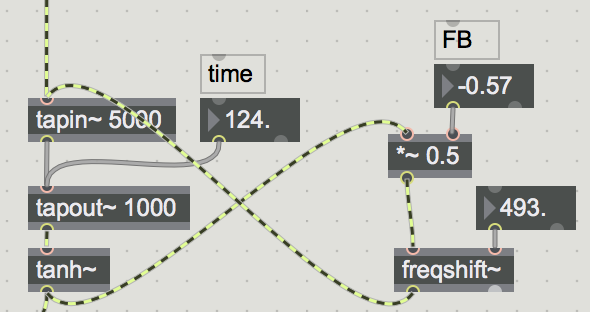 FB
time
-0.57
tapin~ 5000
124.
*~ 0.5
tapout~ 1000
493.
tanh~
freqshift~